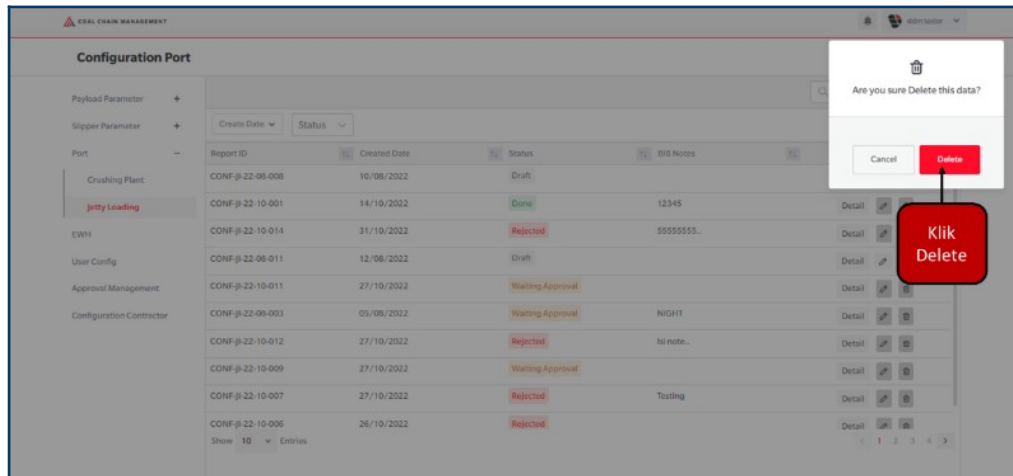 COAL CHAIN MANAGEMENT
Configuration Port
Are you sure Delete this data?
Cancel
Delete
Klik
Delete
Payload Parameter +
Slipper Parameter +
Port −
Crushing Plant
Jetty Loading
EWH
User Config
Approval Management
Configuration Contractor
Create Date
Status
Report ID Created Date Status BIB Notes
CONF-JI-22-08-008 10/08/2022 Draft
CONF-JI-22-10-001 14/10/2022 Done 12345 Detail
CONF-JI-22-10-014 31/10/2022 Rejected 55555555.. Detail
CONF-JI-22-08-011 12/08/2022 Draft Detail
CONF-JI-22-10-011 27/10/2022 Waiting Approval Detail
CONF-JI-22-08-003 05/08/2022 Waiting Approval NIGHT Detail
CONF-JI-22-10-012 27/10/2022 Rejected Isi note.. Detail
CONF-JI-22-10-009 27/10/2022 Waiting Approval Detail
CONF-JI-22-10-007 27/10/2022 Rejected Testing Detail
CONF-JI-22-10-006 26/10/2022 Rejected Detail
Show 10 Entries
1 2 3 4